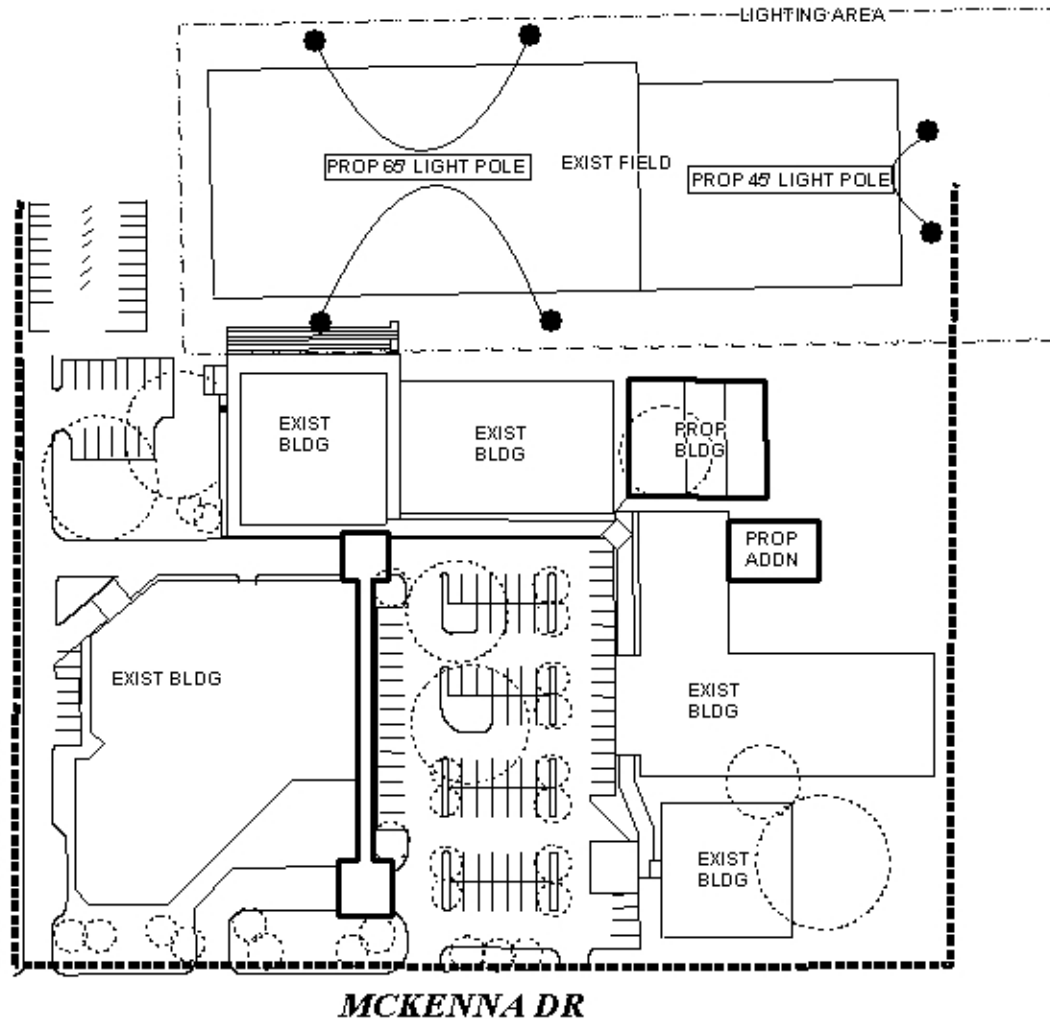 LIGHTING AREA
PROP 65' LIGHT POLE
EXIST FIELD
PROP 45' LIGHT POLE
EXIST
BLDG
EXIST
BLDG
PROP
BLDG
PROP
ADDN
EXIST BLDG
EXIST
BLDG
EXIST
BLDG
MCKENNA DR